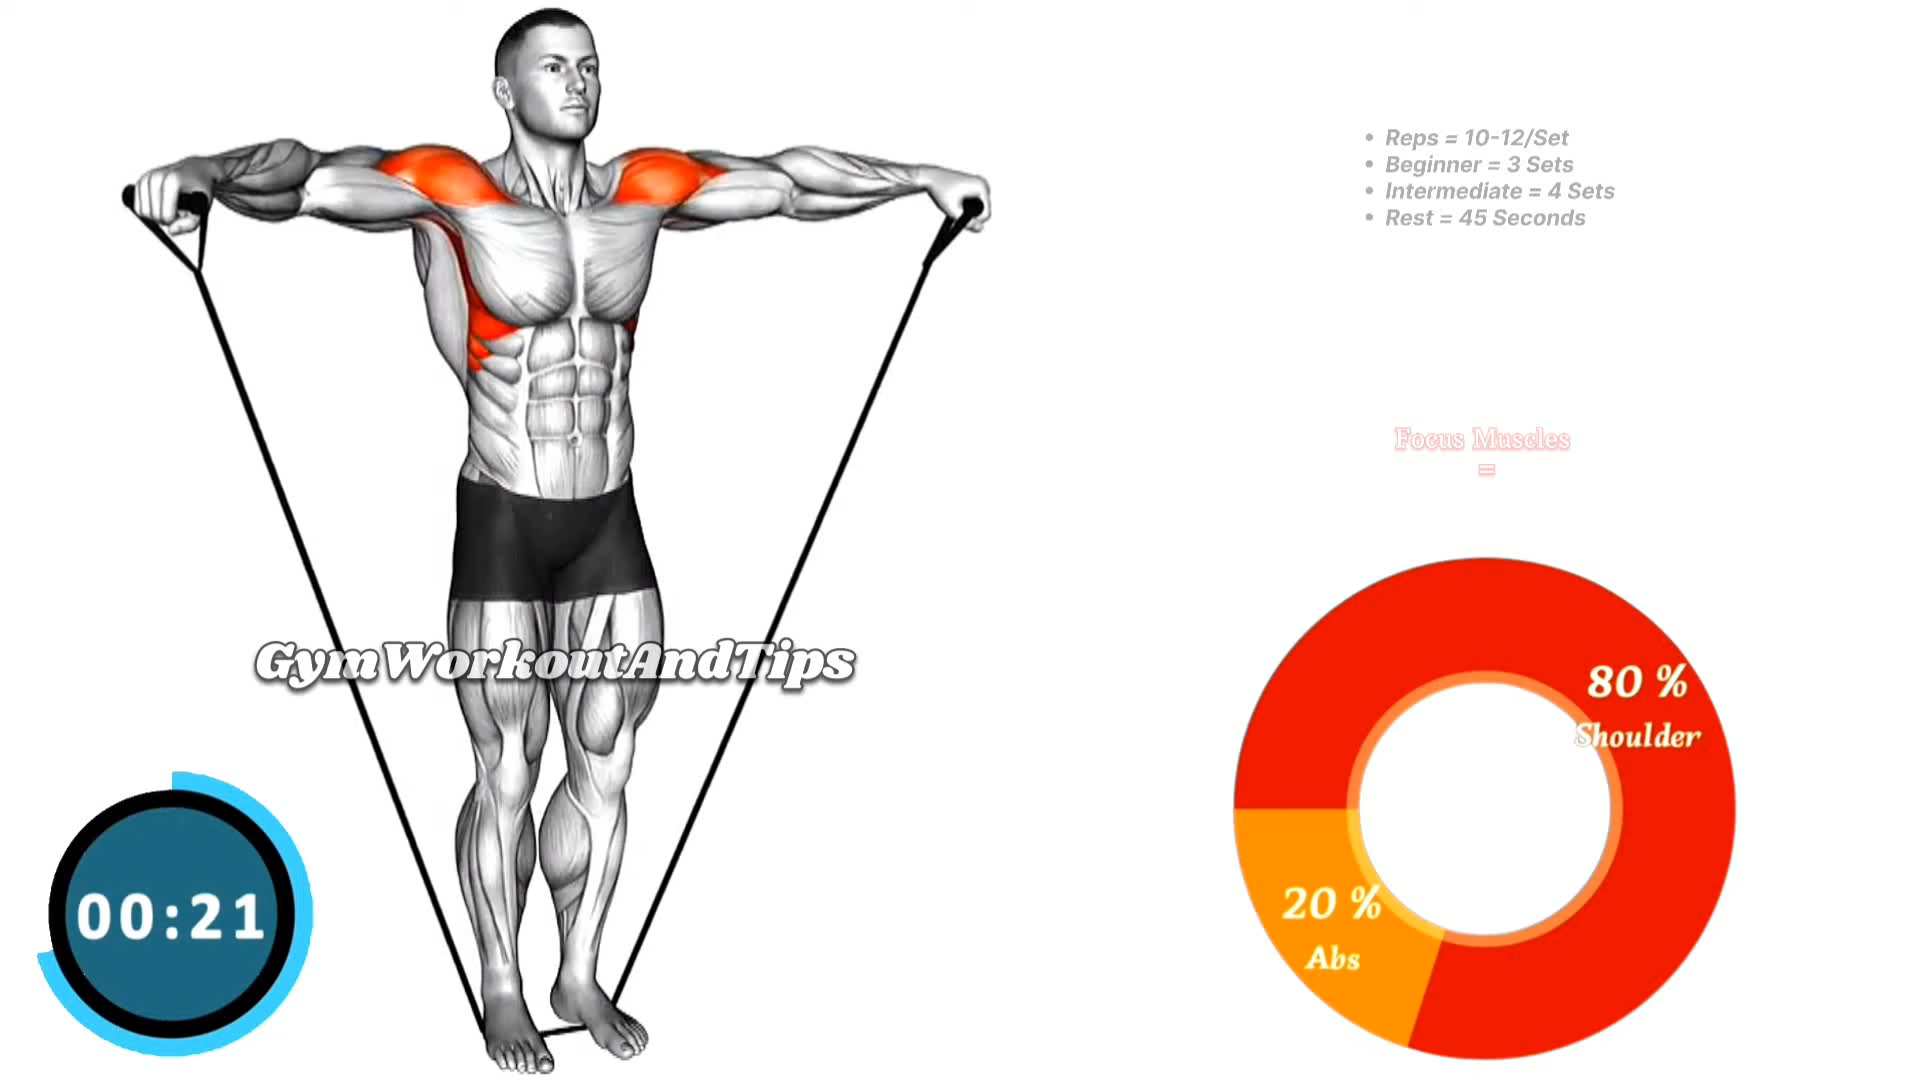 • Reps = 10-12/Set
• Beginner = 3 Sets
• Intermediate = 4 Sets
• Rest = 45 Seconds
Focus Muscles
=
80 %
Shoulder
GymWorkoutAndTips
20 %
Abs
00:21